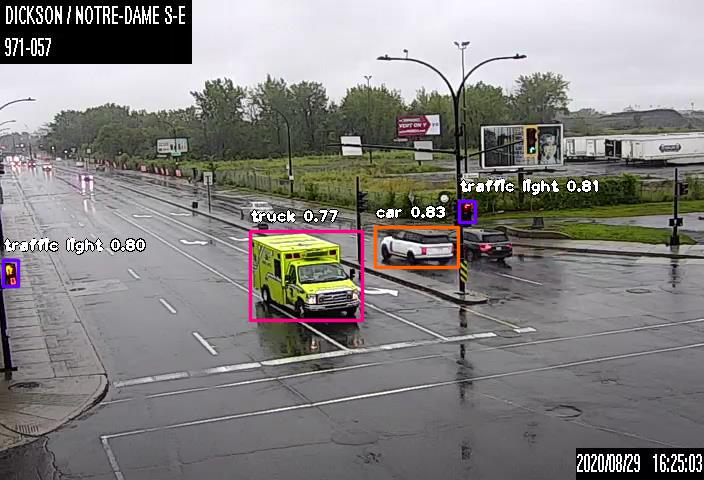 DICKSON / NOTRE-DAME S-E
971-057
traffic light 0.81
truck 0.77
car 0.83
traffic light 0.80
2020/08/29 16:25:03